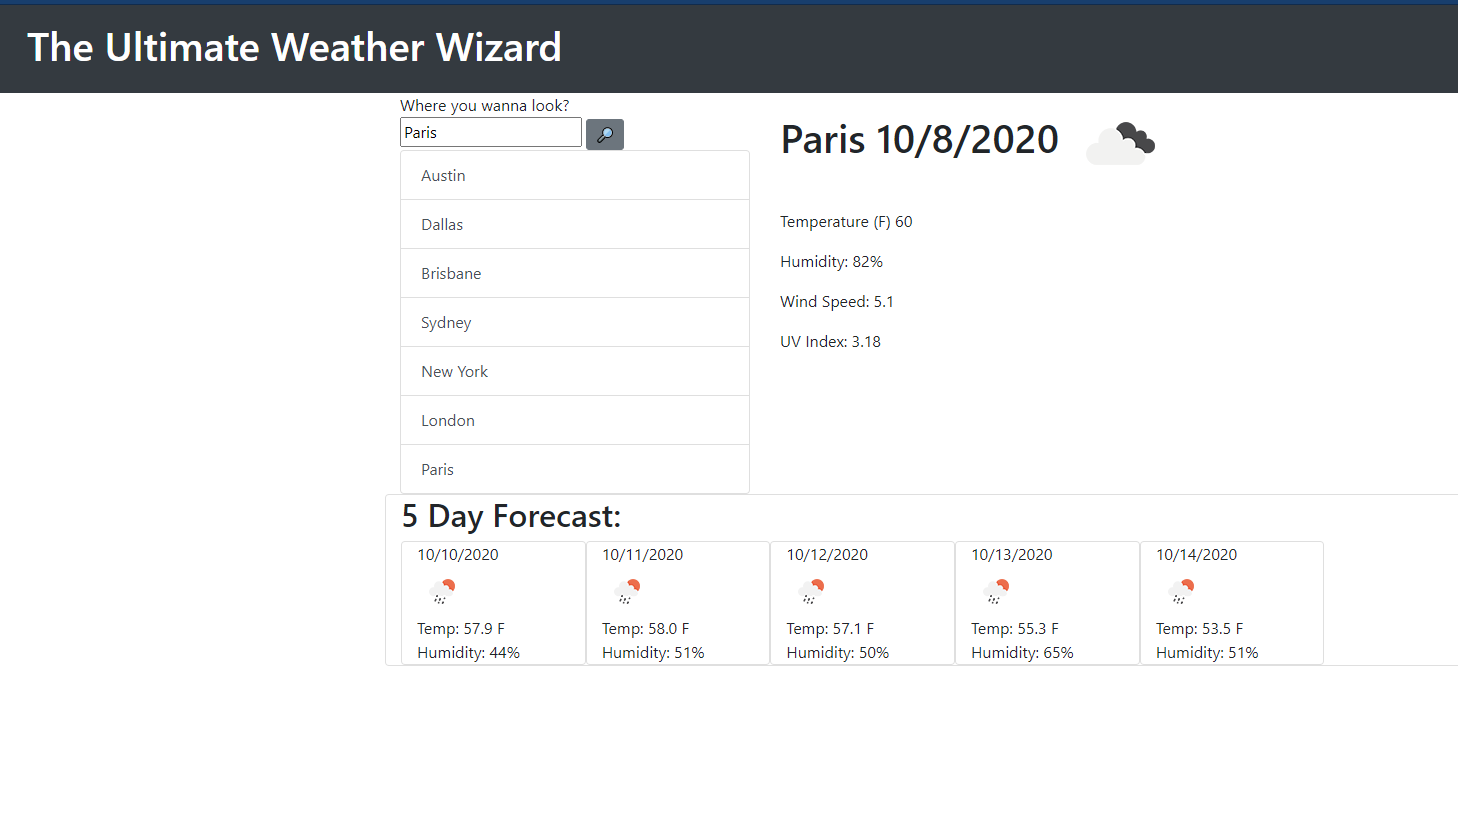 The Ultimate Weather Wizard
Where you wanna look?
Paris
Austin
Dallas
Brisbane
Sydney
New York
London
Paris
Paris 10/8/2020
Temperature (F) 60
Humidity: 82%
Wind Speed: 5.1
UV Index: 3.18
5 Day Forecast:
10/10/2020
Temp: 57.9 F
Humidity: 44%
10/11/2020
Temp: 58.0 F
Humidity: 51%
10/12/2020
Temp: 57.1 F
Humidity: 50%
10/13/2020
Temp: 55.3 F
Humidity: 65%
10/14/2020
Temp: 53.5 F
Humidity: 51%